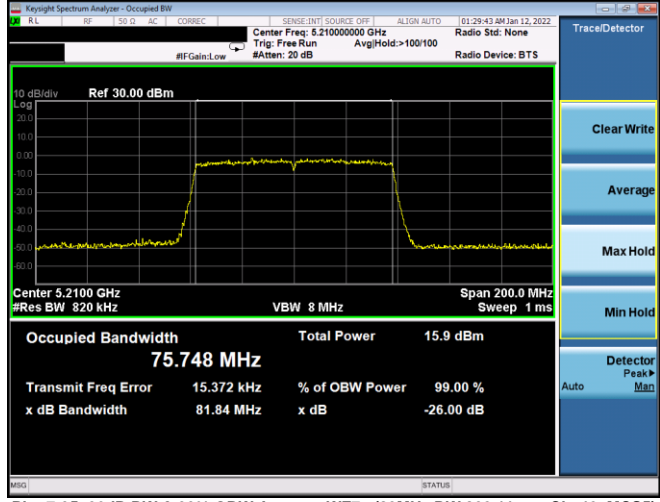 Keysight Spectrum Analyzer - Occupied BW
RL RF 50 Ω AC CORREC SENSE:INT SOURCE OFF ALIGN AUTO 01:29:43 AM Jan 12, 2022
Center Freq: 5.210000000 GHz Radio Std: None
Trig: Free Run Avg|Hold:>100/100
#IFGain:Low #Atten: 20 dB Radio Device: BTS
10 dB/div Ref 30.00 dBm
Log
20.0
10.0
0.00
-10.0
-20.0
-30.0
-40.0
-50.0
-60.0
Center 5.2100 GHz Span 200.0 MHz
#Res BW 820 kHz VBW 8 MHz Sweep 1 ms
Occupied Bandwidth Total Power 15.9 dBm
75.748 MHz
Transmit Freq Error 15.372 kHz % of OBW Power 99.00 %
x dB Bandwidth 81.84 MHz x dB -26.00 dB
MSG STATUS
Trace/Detector
Clear Write
Average
Max Hold
Min Hold
Detector
Peak▶
Auto Man